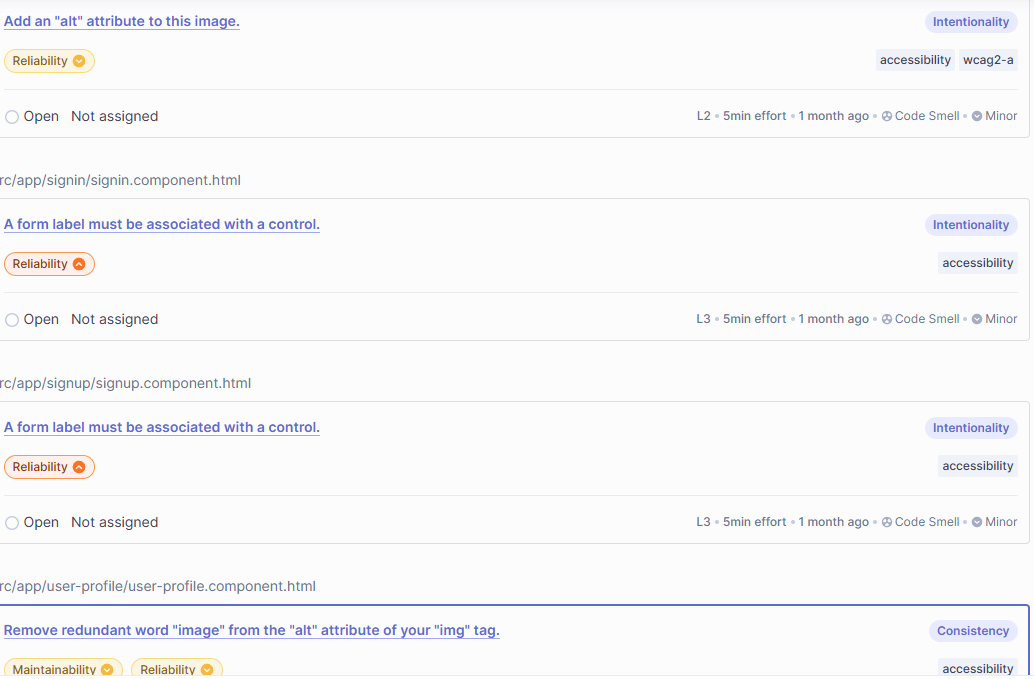 Add an "alt" attribute to this image. Intentionality
Reliability accessibility wcag2-a
Open Not assigned L2 • 5min effort • 1 month ago • Code Smell • Minor
rc/app/signin/signin.component.html
A form label must be associated with a control. Intentionality
Reliability accessibility
Open Not assigned L3 • 5min effort • 1 month ago • Code Smell • Minor
rc/app/signup/signup.component.html
A form label must be associated with a control. Intentionality
Reliability accessibility
Open Not assigned L3 • 5min effort • 1 month ago • Code Smell • Minor
rc/app/user-profile/user-profile.component.html
Remove redundant word "image" from the "alt" attribute of your "img" tag. Consistency
Maintainability Reliability accessibility